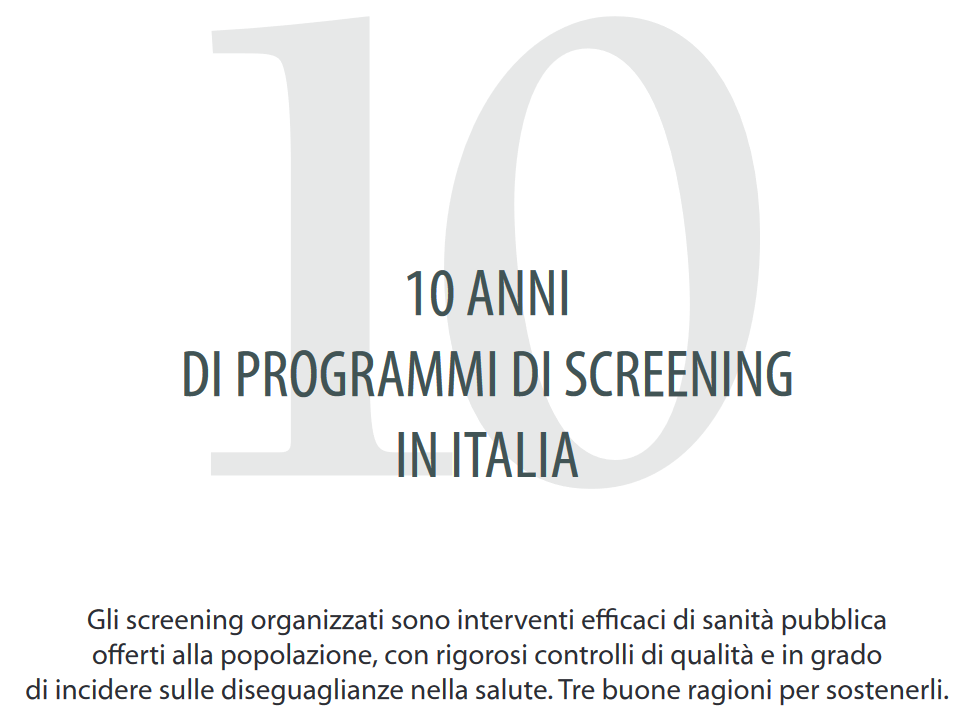 10
10 ANNI
DI PROGRAMMI DI SCREENING
IN ITALIA
Gli screening organizzati sono interventi efficaci di sanità pubblica
offerti alla popolazione, con rigorosi controlli di qualità e in grado
di incidere sulle diseguaglianze nella salute. Tre buone ragioni per sostenerli.